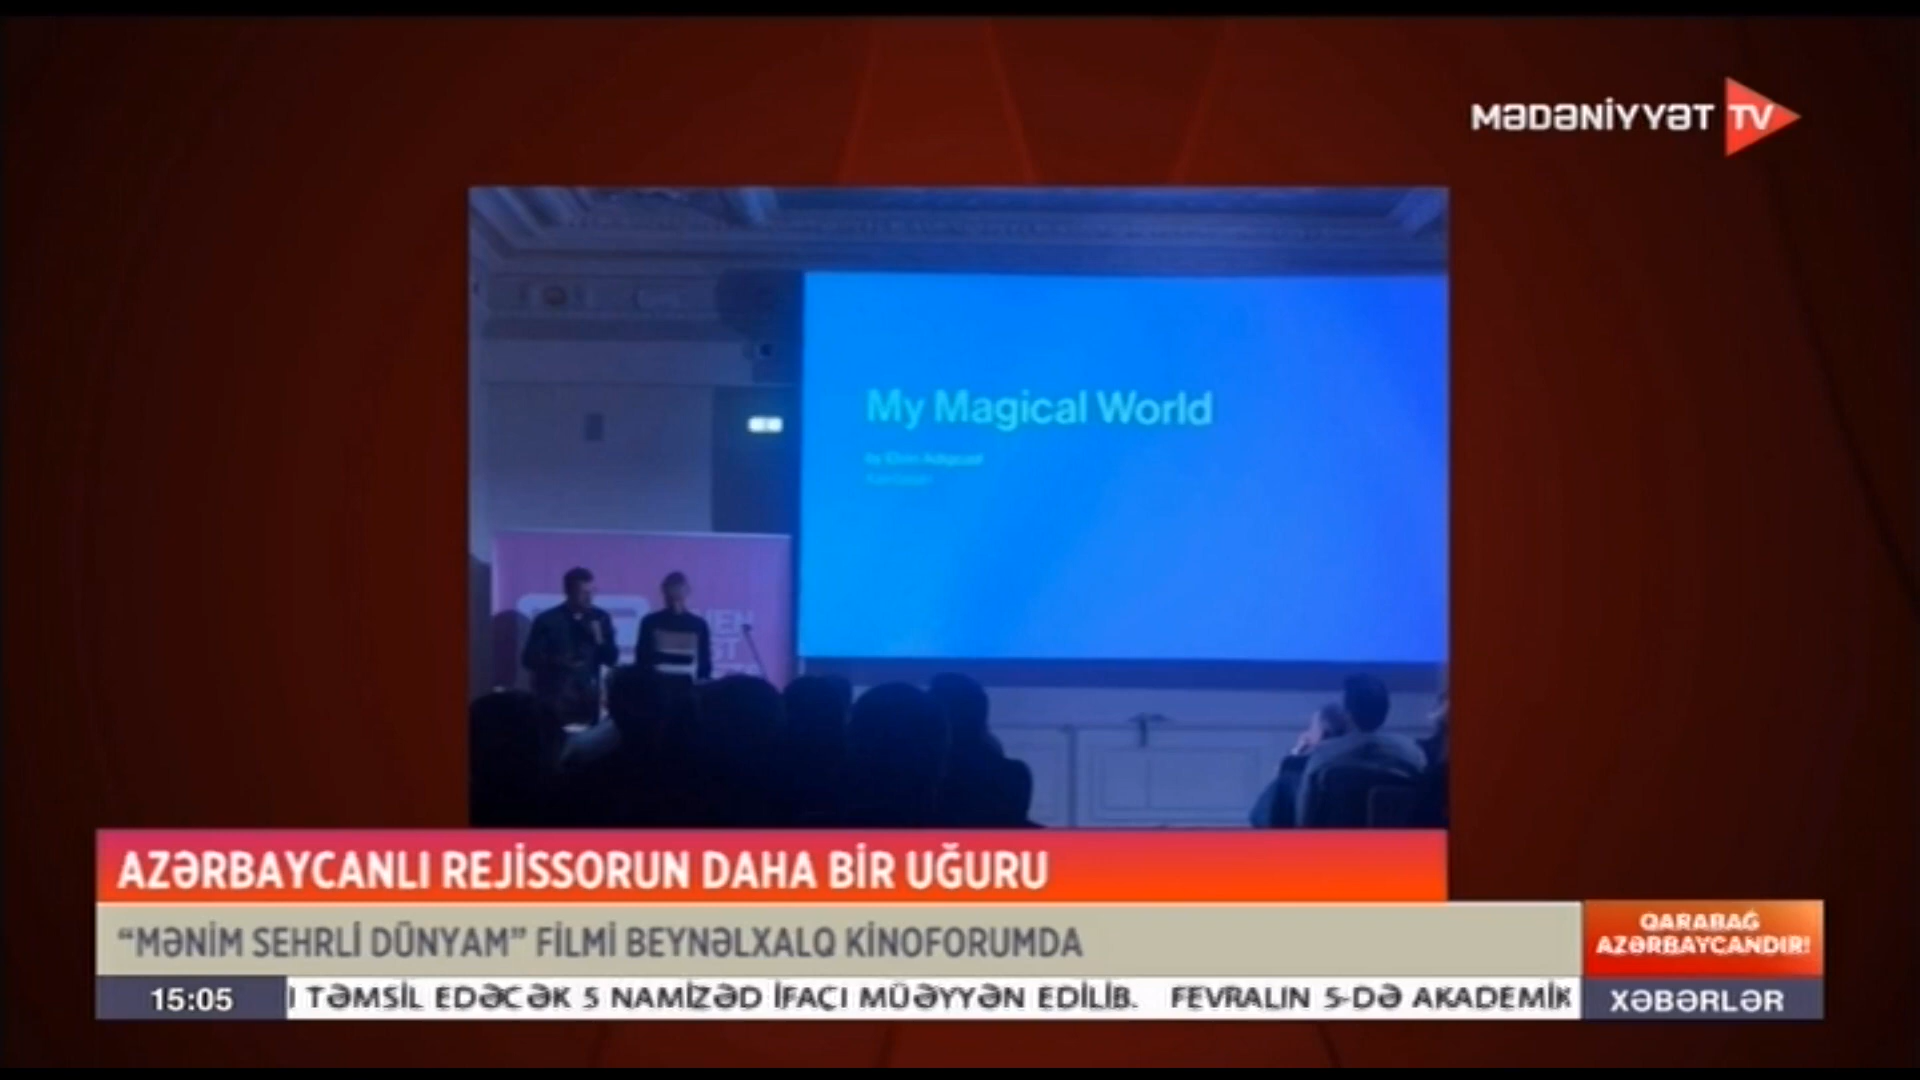 MƏDƏNİYYƏT TV
My Magical World
by
AZƏRBAYCANLI REJİSSORUN DAHA BİR UĞURU
“MƏNİM SEHRLİ DÜNYAM” FİLMİ BEYNƏLXALQ KİNOFORUMDA
QARABAĞ
AZƏRBAYCANDIR!
15:05
I TƏMSİL EDƏCƏK 5 NAMİZƏD İFAÇI MÜƏYYƏN EDİLİB. FEVRALIN 5-DƏ AKADEMİK
XƏBƏRLƏR